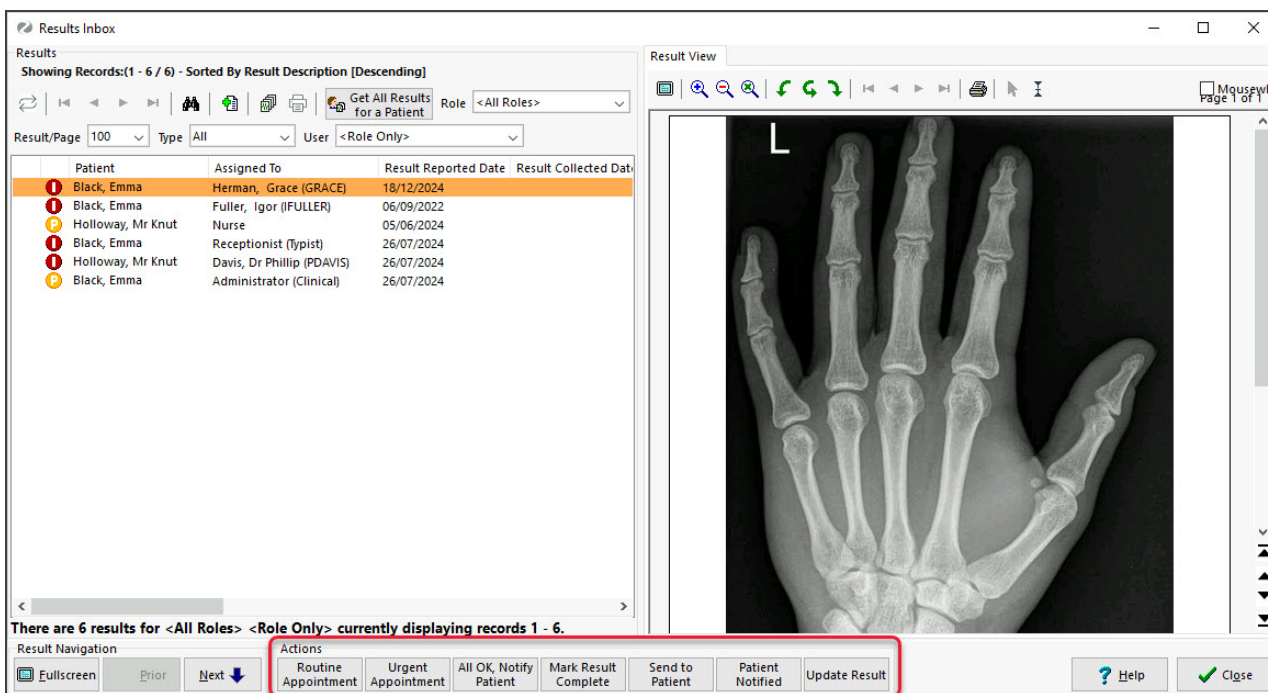 Results Inbox
Results
Showing Records:(1 - 6 / 6) - Sorted By Result Description [Descending]
Get All Results
for a Patient
Role <All Roles>
Result/Page 100 Type All User <Role Only>
Patient Assigned To Result Reported Date Result Collected Dat
I Black, Emma Herman, Grace (GRACE) 18/12/2024
I Black, Emma Fuller, Igor (IFULLER) 06/09/2022
P Holloway, Mr Knut Nurse 05/06/2024
I Black, Emma Receptionist (Typist) 26/07/2024
I Holloway, Mr Knut Davis, Dr Phillip (PDAVIS) 26/07/2024
P Black, Emma Administrator (Clinical) 26/07/2024
There are 6 results for <All Roles> <Role Only> currently displaying records 1 - 6.
Result View
Page 1 of 1
L
Result Navigation
Fullscreen Prior Next
Actions
Routine
Appointment
Urgent
Appointment
All OK, Notify
Patient
Mark Result
Complete
Send to
Patient
Patient
Notified
Update Result
Help
Close